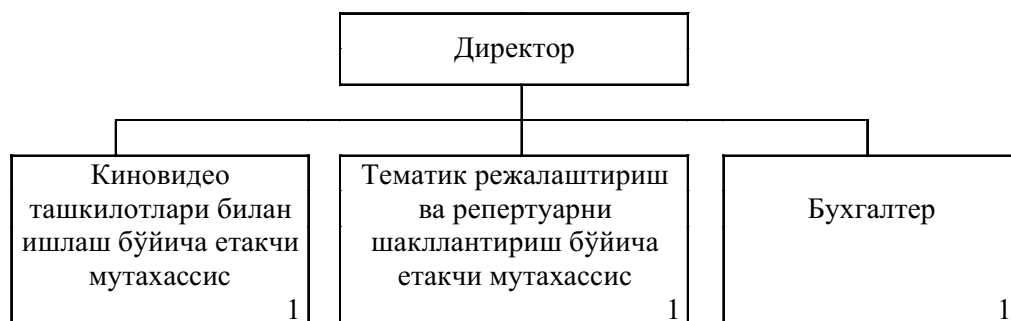 Директор
Киновидео
ташкилотлари билан
ишлаш бўйича етакчи
мутахассис
1
Тематик режалаштириш
ва репертуарни
шакллантириш бўйича
етакчи мутахассис
1
Бухгалтер
1